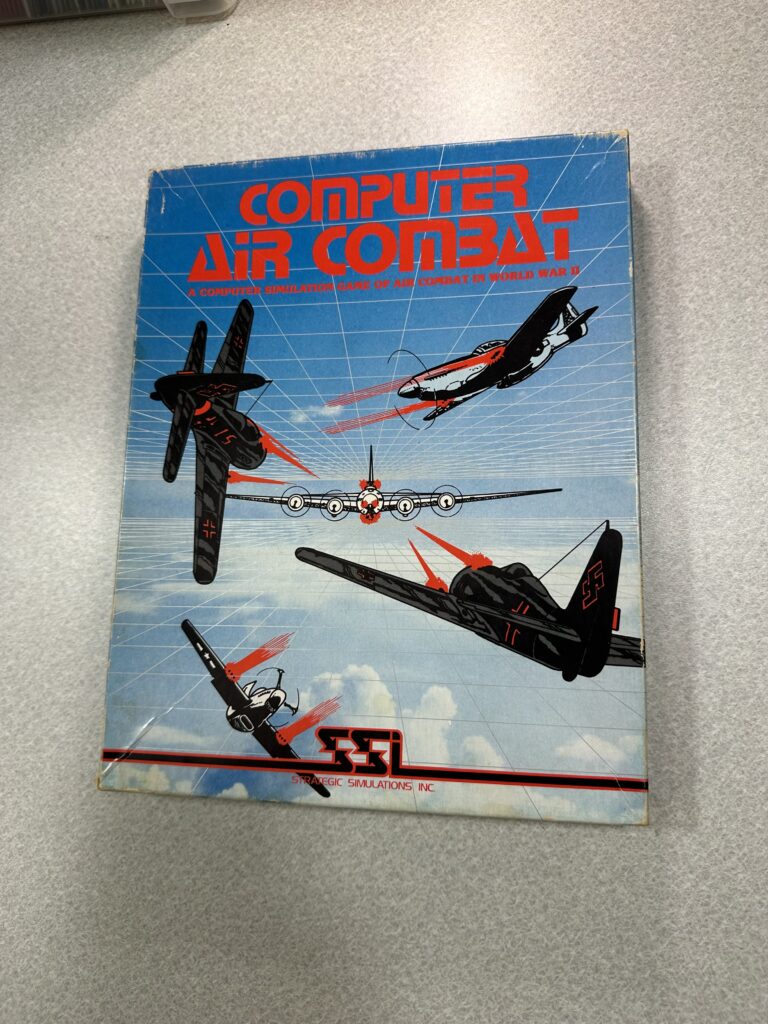 COMPUTER
AIR COMBAT
A COMPUTER SIMULATION GAME OF AIR COMBAT IN WORLD WAR II
SSI
STRATEGIC SIMULATIONS INC.